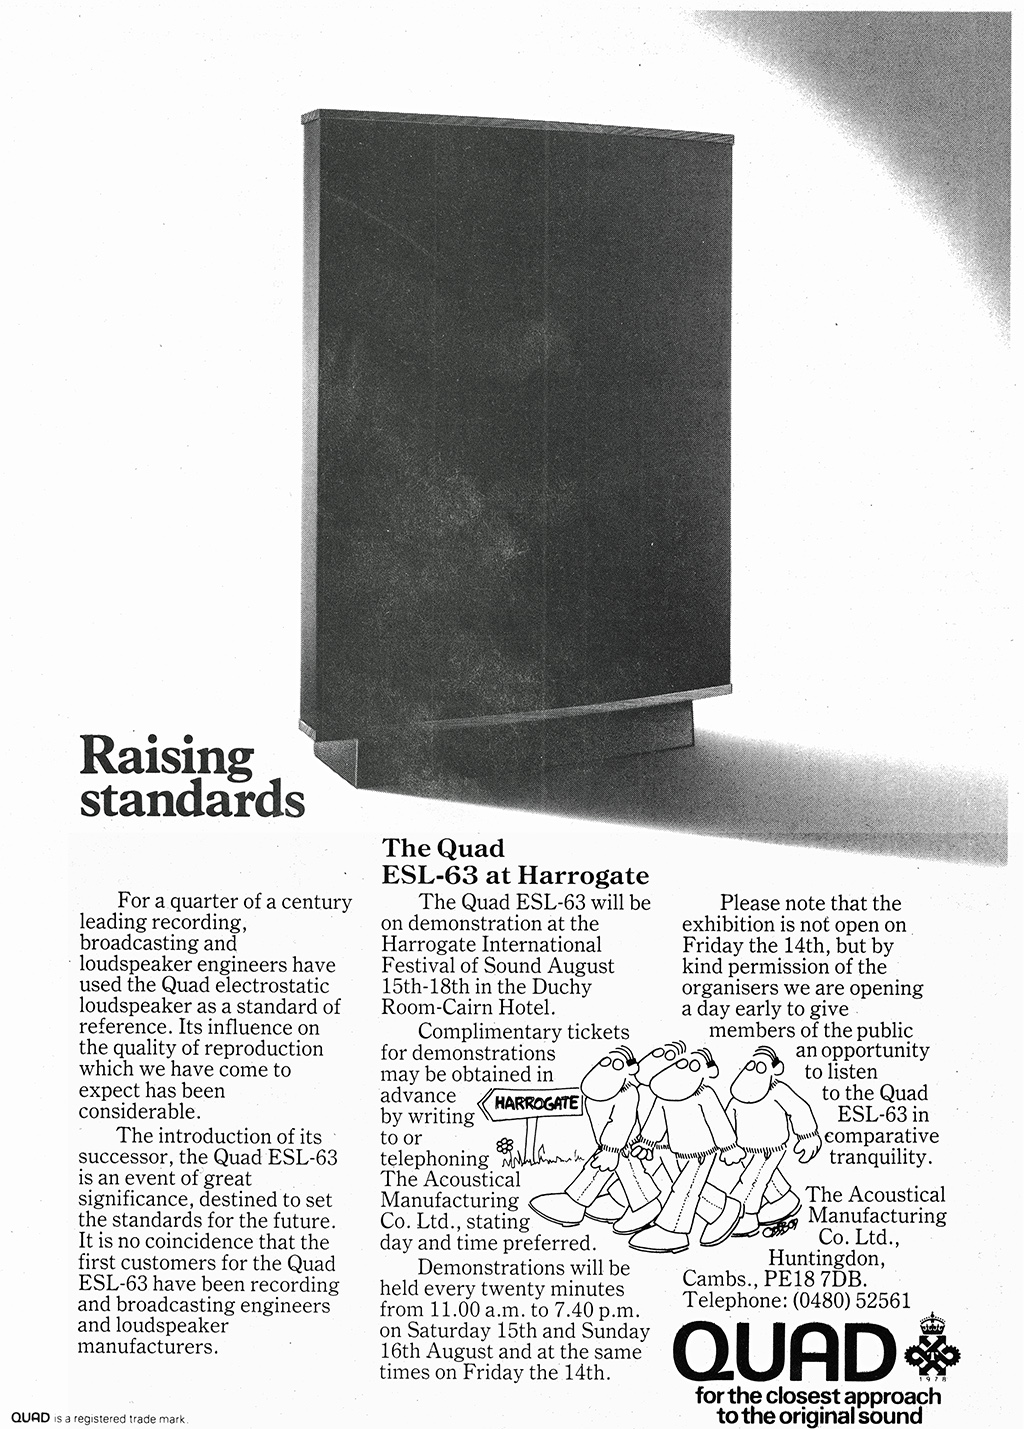 Raising
standards
For a quarter of a century
leading recording,
broadcasting and
loudspeaker engineers have
used the Quad electrostatic
loudspeaker as a standard of
reference. Its influence on
the quality of reproduction
which we have come to
expect has been
considerable.
The introduction of its
successor, the Quad ESL-63
is an event of great
significance, destined to set
the standards for the future.
It is no coincidence that the
first customers for the Quad
ESL-63 have been recording
and broadcasting engineers
and loudspeaker
manufacturers.
The Quad
ESL-63 at Harrogate
The Quad ESL-63 will be
on demonstration at the
Harrogate International
Festival of Sound August
15th-18th in the Duchy
Room-Cairn Hotel.
Complimentary tickets
for demonstrations
may be obtained in
advance
by writing
to or
telephoning
The Acoustical
Manufacturing
Co. Ltd., stating
day and time preferred.
Demonstrations will be
held every twenty minutes
from 11.00 a.m. to 7.40 p.m.
on Saturday 15th and Sunday
16th August and at the same
times on Friday the 14th.
HARROGATE
Please note that the
exhibition is not open on
Friday the 14th, but by
kind permission of the
organisers we are opening
a day early to give
members of the public
an opportunity
to listen
to the Quad
ESL-63 in
comparative
tranquility.
The Acoustical
Manufacturing
Co. Ltd.,
Huntingdon,
Cambs., PE18 7DB.
Telephone: (0480) 52561
QUAD
1978
for the closest approach
to the original sound
QUAD is a registered trade mark.